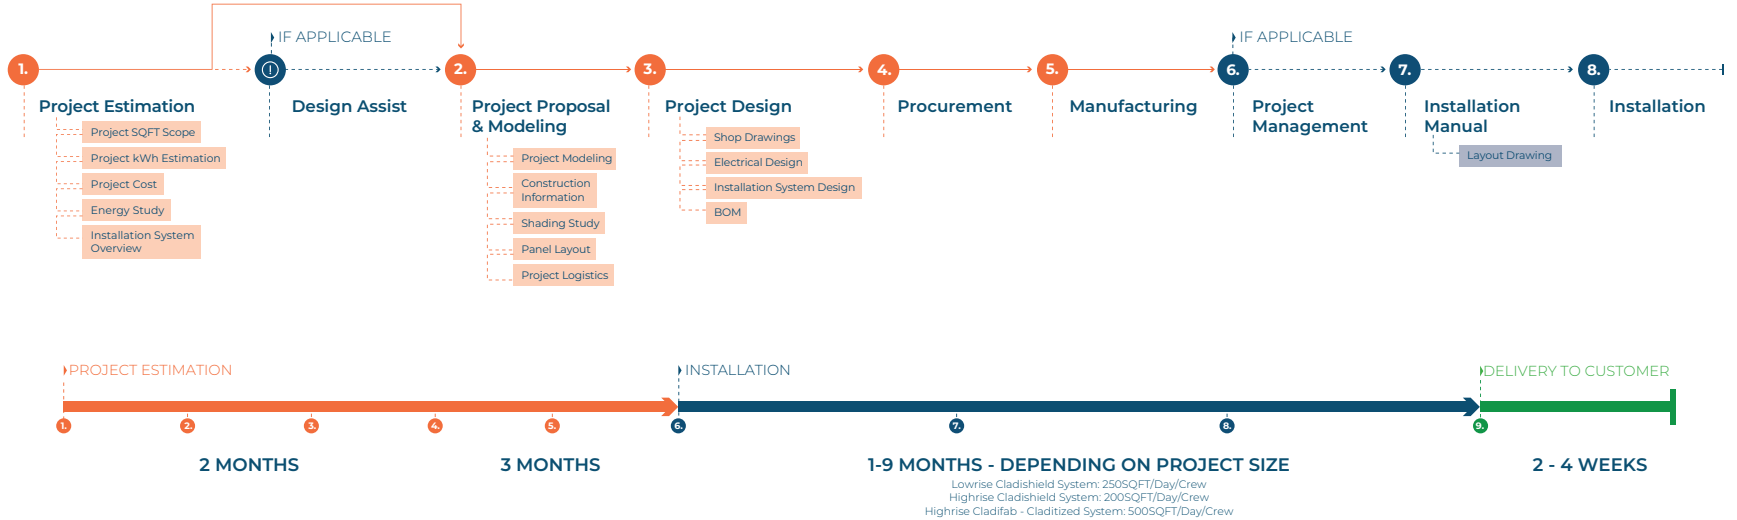 IF APPLICABLE
IF APPLICABLE
1.
2.
3.
4.
5.
6.
7.
8.
Project Estimation
Project SQFT Scope
Project kWh Estimation
Project Cost
Energy Study
Installation System
Overview
Design Assist
Project Proposal
& Modeling
Project Modeling
Construction
Information
Shading Study
Panel Layout
Project Logistics
Project Design
Shop Drawings
Electrical Design
Installation System Design
BOM
Procurement
Manufacturing
Project
Management
Installation
Manual
Layout Drawing
Installation
PROJECT ESTIMATION
INSTALLATION
DELIVERY TO CUSTOMER
1.
2.
3.
4.
5.
6.
7.
8.
9.
2 MONTHS
3 MONTHS
1-9 MONTHS - DEPENDING ON PROJECT SIZE
Lowrise Cladishield System: 250SQFT/Day/Crew
Highrise Cladishield System: 200SQFT/Day/Crew
Highrise Cladifab - Claditized System: 500SQFT/Day/Crew
2 - 4 WEEKS